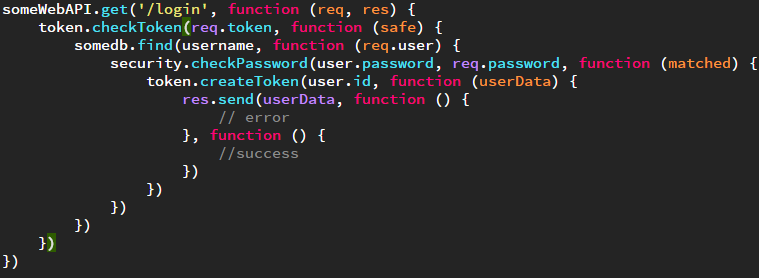 someWebAPI.get('/login', function (req, res) {
    token.checkToken(req.token, function (safe) {
        somedb.find(username, function (req.user) {
            security.checkPassword(user.password, req.password, function (matched) {
                token.createToken(user.id, function (userData) {
                    res.send(userData, function () {
                        // error
                    }, function () {
                        //success
                    })
                })
            })
        })
    })
})